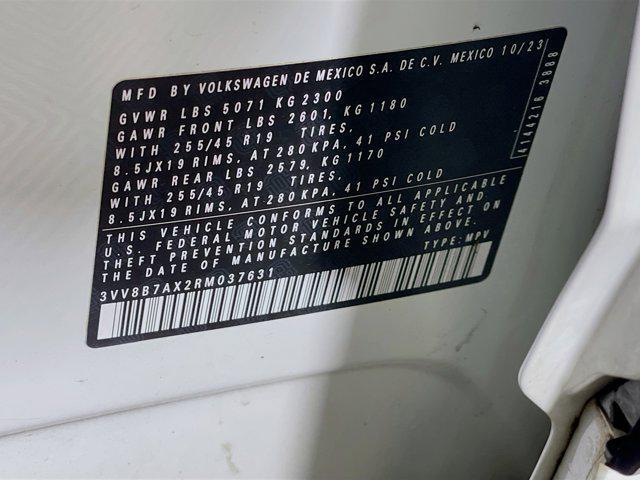 MFD BY VOLKSWAGEN DE MEXICO S.A. DE C.V. MEXICO 10/23
GVWR LBS 5071 KG 2300
GAWR FRONT LBS 2601, KG 1180
WITH 255/45 R19 TIRES,
8.5JX19 RIMS, AT 280 KPA, 41 PSI COLD
GAWR REAR LBS 2579, KG 1170
WITH 255/45 R19 TIRES,
8.5JX19 RIMS, AT 280 KPA, 41 PSI COLD
THIS VEHICLE CONFORMS TO ALL APPLICABLE
U.S. FEDERAL MOTOR VEHICLE SAFETY AND
THEFT PREVENTION STANDARDS IN EFFECT ON
THE DATE OF MANUFACTURE SHOWN ABOVE.
3VV8B7AX2RM037631 TYPE: MPV
41444216 3888